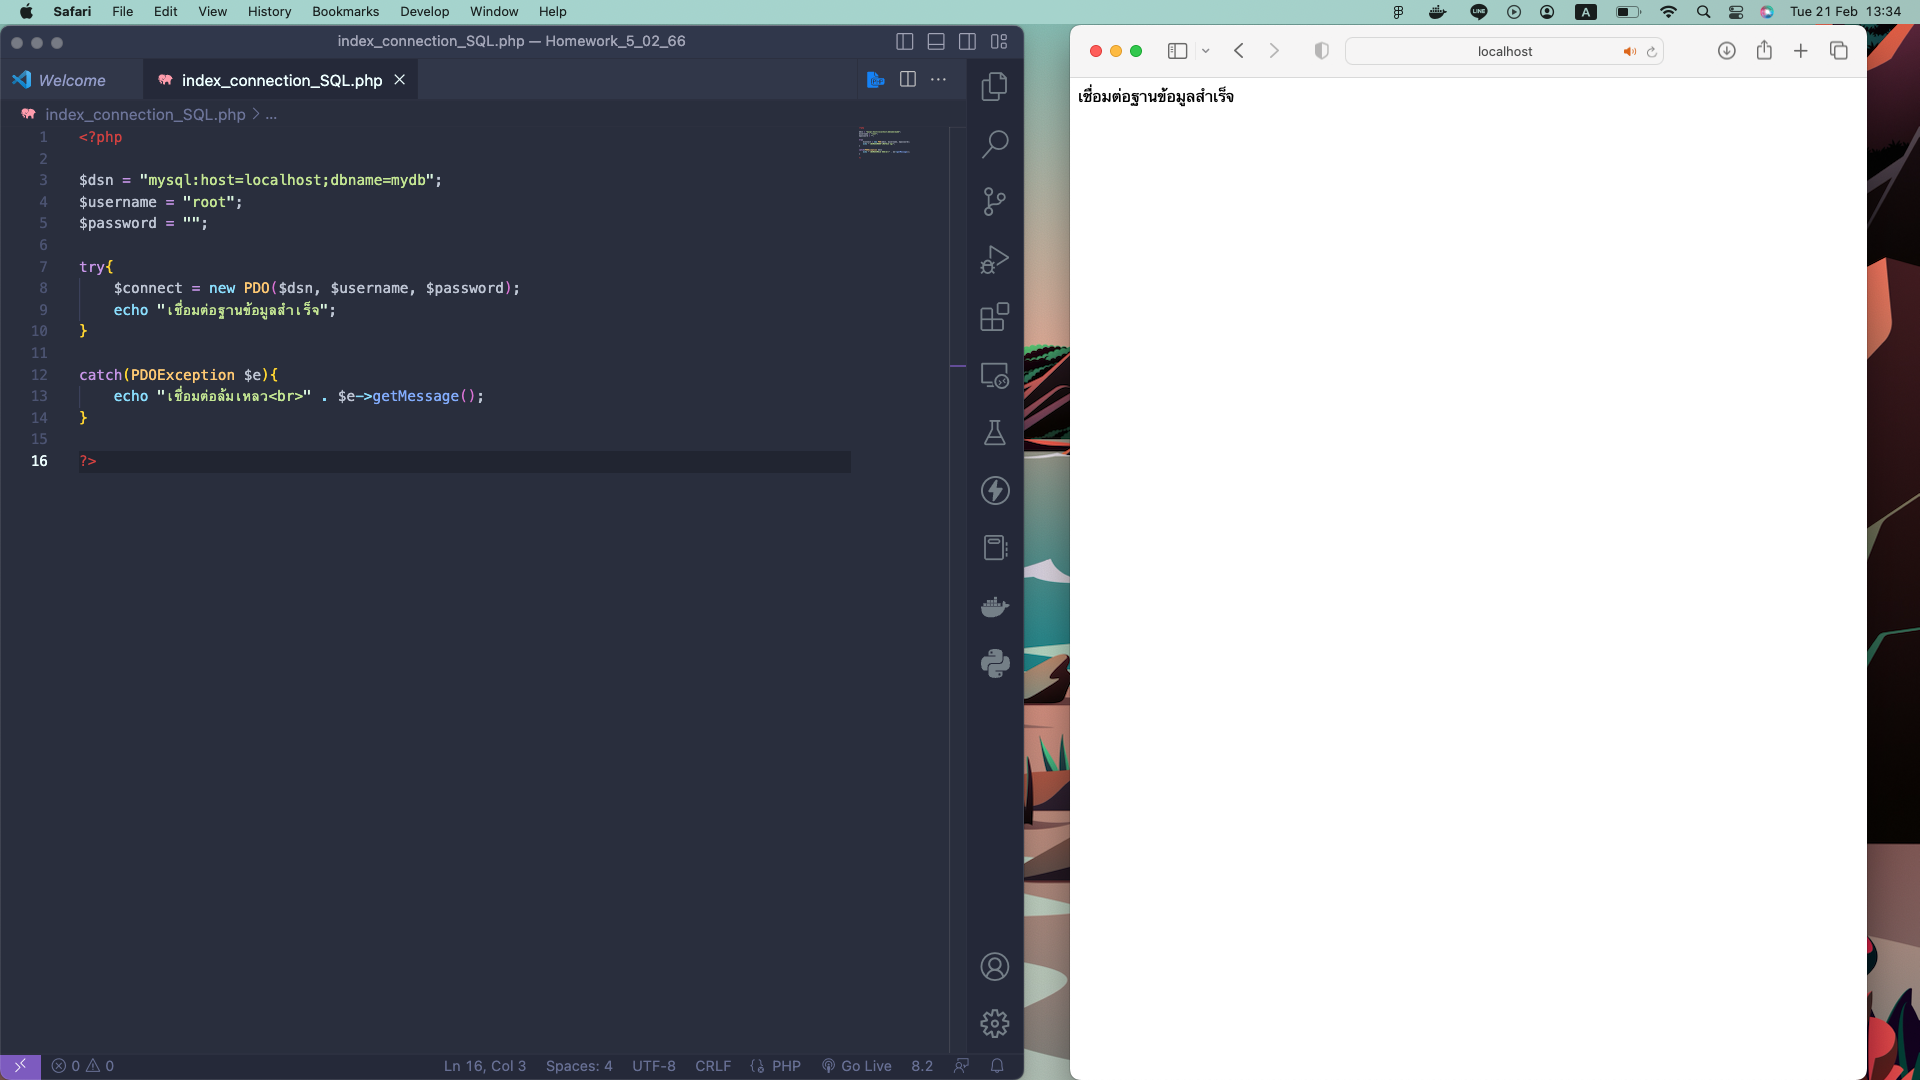 Safari File Edit View History Bookmarks Develop Window Help
LINE A Tue 21 Feb 13:34
index_connection_SQL.php — Homework_5_02_66
Welcome index_connection_SQL.php
index_connection_SQL.php > ...
1 <?php
2
3 $dsn = "mysql:host=localhost;dbname=mydb";
4 $username = "root";
5 $password = "";
6
7 try{
8 $connect = new PDO($dsn, $username, $password);
9 echo "เชื่อมต่อฐานข้อมูลสำเร็จ";
10 }
11
12 catch(PDOException $e){
13 echo "เชื่อมต่อล้มเหลว<br>" . $e->getMessage();
14 }
15
16 ?>
0 0 Ln 16, Col 3 Spaces: 4 UTF-8 CRLF PHP Go Live 8.2
localhost
เชื่อมต่อฐานข้อมูลสำเร็จ